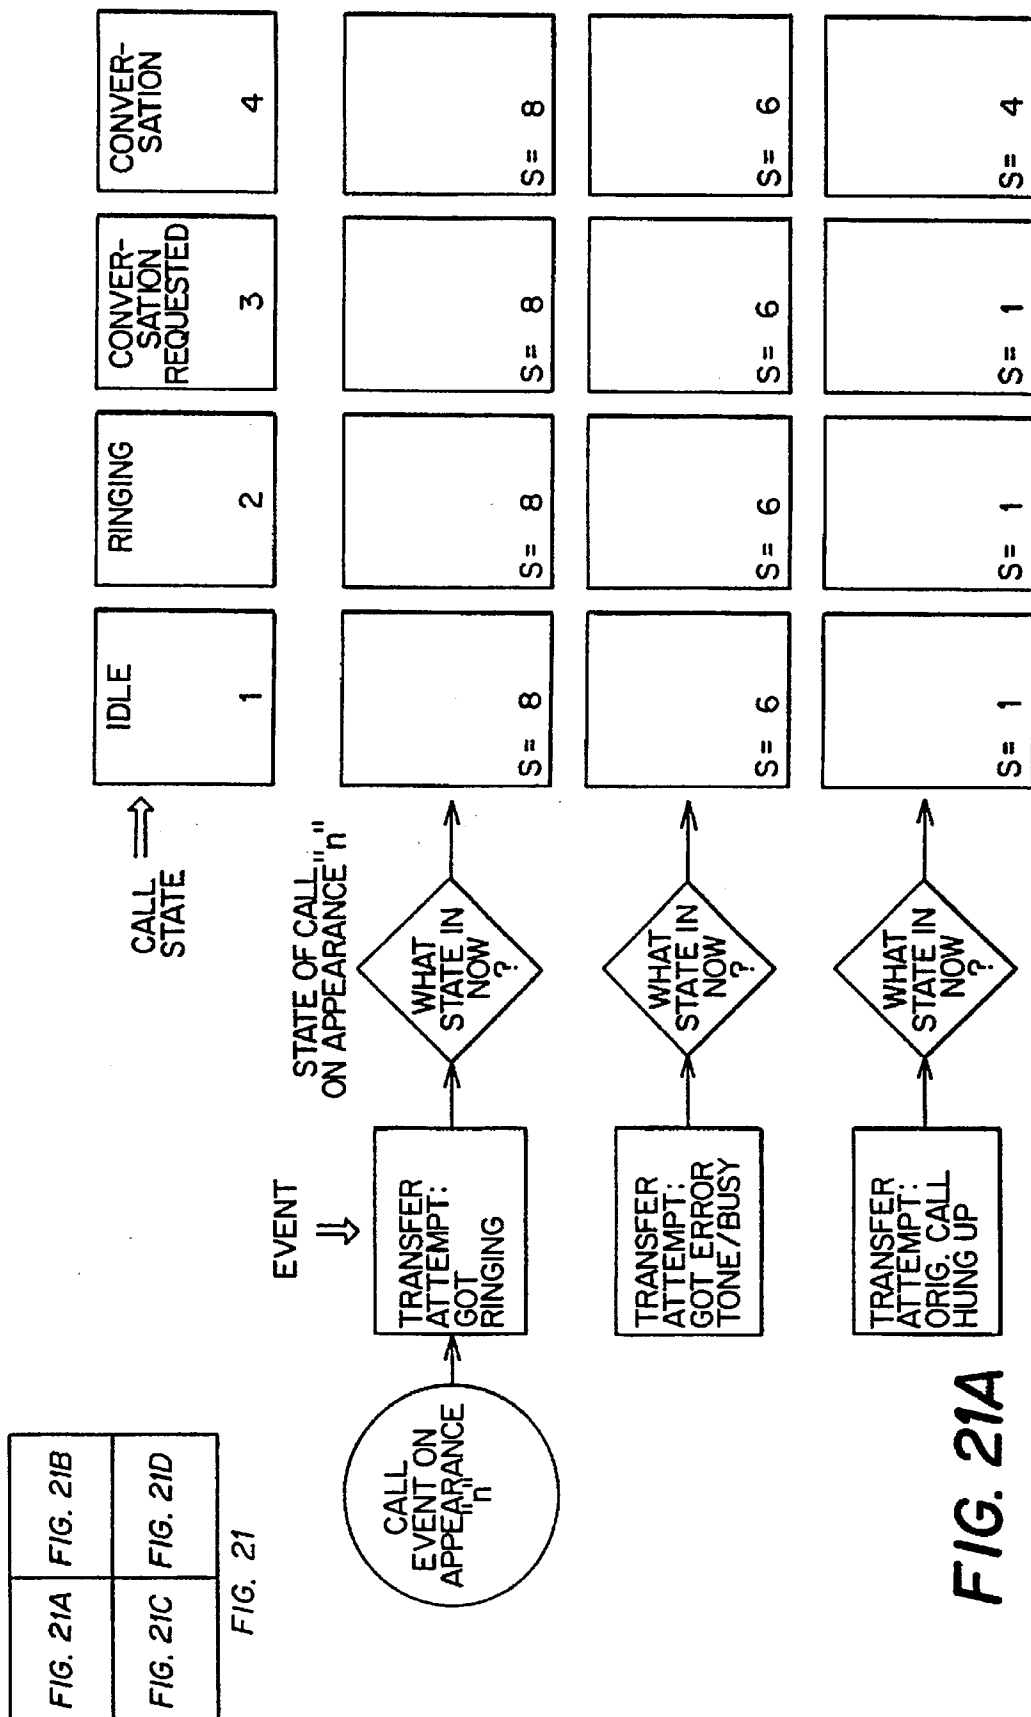 FIG. 21A FIG. 21B
FIG. 21C FIG. 21D
FIG. 21
CALL
STATE
IDLE
1
RINGING
2
CONVER-
SATION
REQUESTED
3
CONVER-
SATION
4
EVENT
STATE OF CALL
ON APPEARANCE "n"
CALL
EVENT ON
APPEARANCE
"n"
TRANSFER
ATTEMPT:
GOT
RINGING
WHAT
STATE IN
NOW
?
S= 8
S= 8
S= 8
S= 8
TRANSFER
ATTEMPT:
GOT ERROR
TONE/BUSY
WHAT
STATE IN
NOW
?
S= 6
S= 6
S= 6
S= 6
TRANSFER
ATTEMPT:
ORIG. CALL
HUNG UP
WHAT
STATE IN
NOW
?
S= 1
S= 1
S= 1
S= 4
FIG. 21A